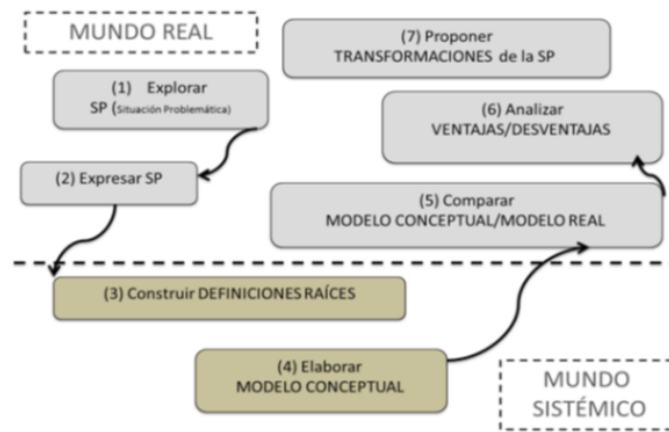 MUNDO REAL
(1) Explorar
SP (Situación Problemática)
(2) Expresar SP
(3) Construir DEFINICIONES RAÍCES
(4) Elaborar
MODELO CONCEPTUAL
(5) Comparar
MODELO CONCEPTUAL/MODELO REAL
(6) Analizar
VENTAJAS/DESVENTAJAS
(7) Proponer
TRANSFORMACIONES de la SP
MUNDO
SISTÉMICO